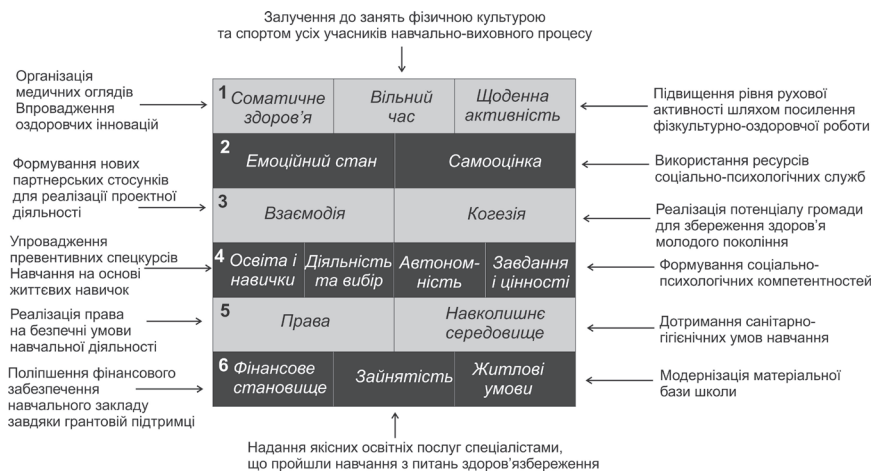 Залучення до занять фізичною культурою
та спортом усіх учасників навчально-виховного процесу
Організація
медичних оглядів
Впровадження
оздоровчих інновацій
1 Соматичне
здоров’я
Вільний
час
Щоденна
активність
Підвищення рівня рухової
активності шляхом посилення
фізкультурно-оздоровчої роботи
2
Емоційний стан
Самооцінка
Використання ресурсів
соціально-психологічних служб
Формування нових
партнерських стосунків
для реалізації проектної
діяльності
3
Взаємодія
Когезія
Реалізація потенціалу громади
для збереження здоров’я
молодого покоління
Упровадження
превентивних спецкурсів
Навчання на основі
життєвих навичок
4 Освіта і
навички
Діяльність
та вибір
Автоном-
ність
Завдання
і цінності
Формування соціально-
психологічних компетентностей
Реалізація права
на безпечні умови
навчальної діяльності
5
Права
Навколишнє
середовище
Дотримання санітарно-
гігієнічних умов навчання
Поліпшення фінансового
забезпечення
навчального закладу
завдяки грантовій підтримці
6 Фінансове
становище
Зайнятість
Житлові
умови
Модернізація матеріальної
бази школи
Надання якісних освітніх послуг спеціалістами,
що пройшли навчання з питань здоров’язбереження